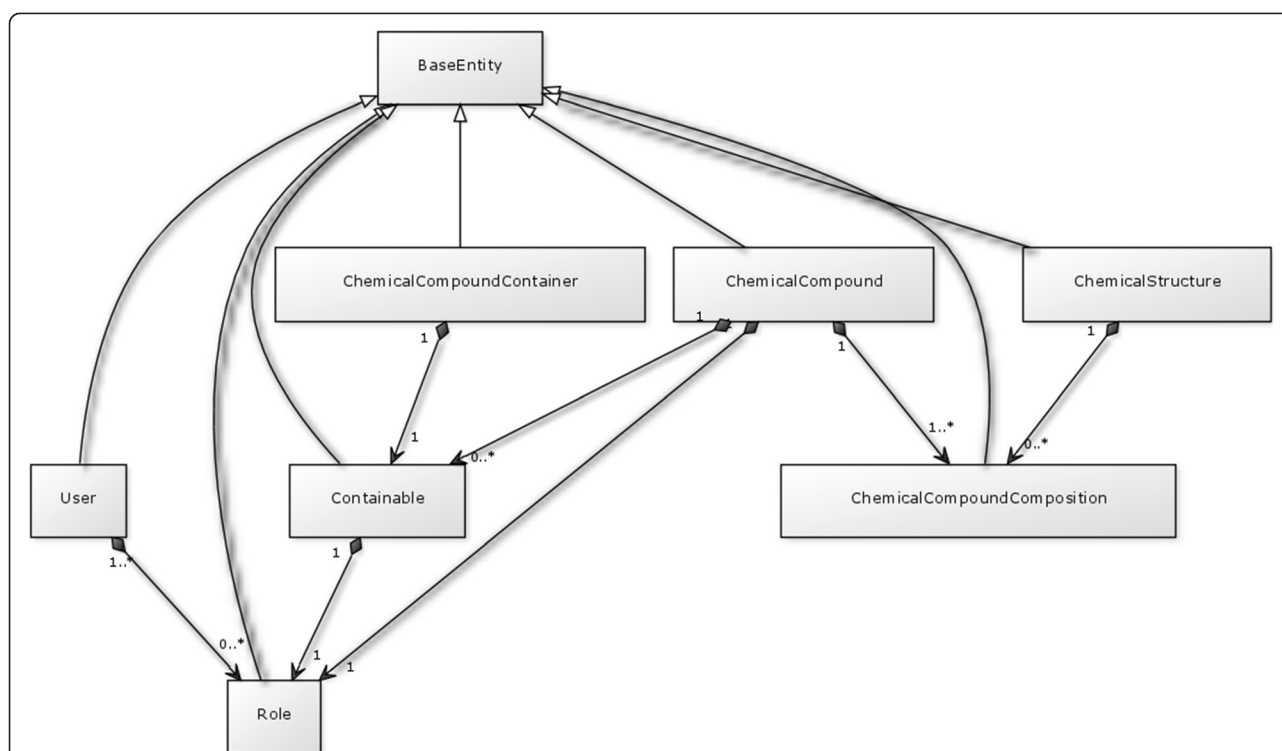 BaseEntity
ChemicalCompoundContainer
ChemicalCompound
ChemicalStructure
1
1
1
1
1
1..*
0..*
0..*
User
Containable
ChemicalCompoundComposition
1..*
1
0..*
1
1
Role